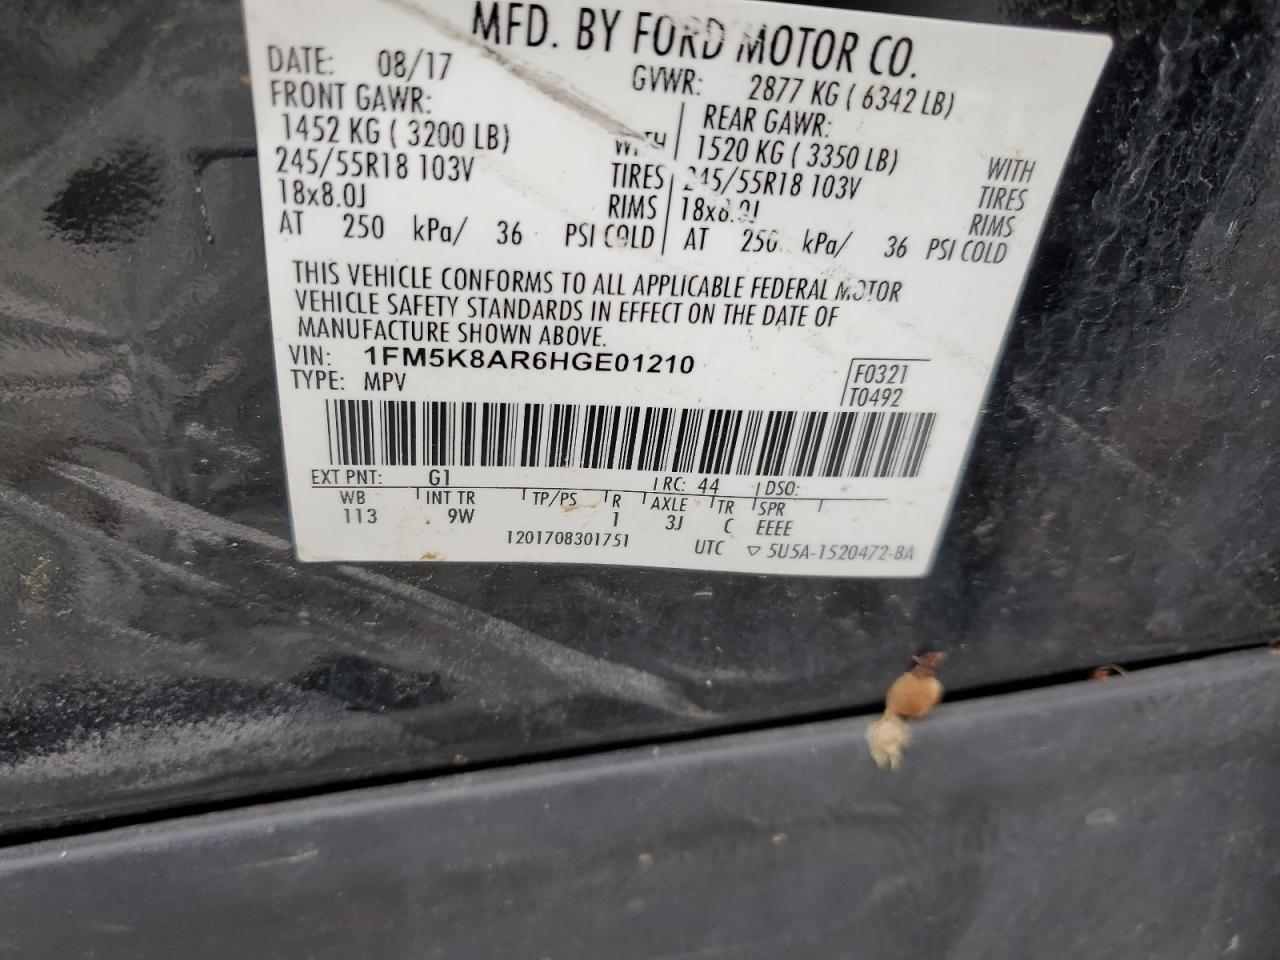 MFD. BY FORD MOTOR CO.
DATE: 08/17 GVWR: 2877 KG ( 6342 LB)
FRONT GAWR: REAR GAWR:
1452 KG ( 3200 LB) WITH 1520 KG ( 3350 LB) WITH
245/55R18 103V TIRES 245/55R18 103V TIRES
18x8.0J RIMS 18x8.0J RIMS
AT 250 kPa/ 36 PSI COLD AT 250 kPa/ 36 PSI COLD
THIS VEHICLE CONFORMS TO ALL APPLICABLE FEDERAL MOTOR
VEHICLE SAFETY STANDARDS IN EFFECT ON THE DATE OF
MANUFACTURE SHOWN ABOVE.
VIN: 1FM5K8AR6HGE01210 F0321
TYPE: MPV T0492
EXT PNT: G1 RC: 44 DSO:
WB INT TR TP/PS R AXLE TR SPR
113 9W 1 3J C EEEE
1201708301751 UTC ▽ 5U5A-1520472-BA